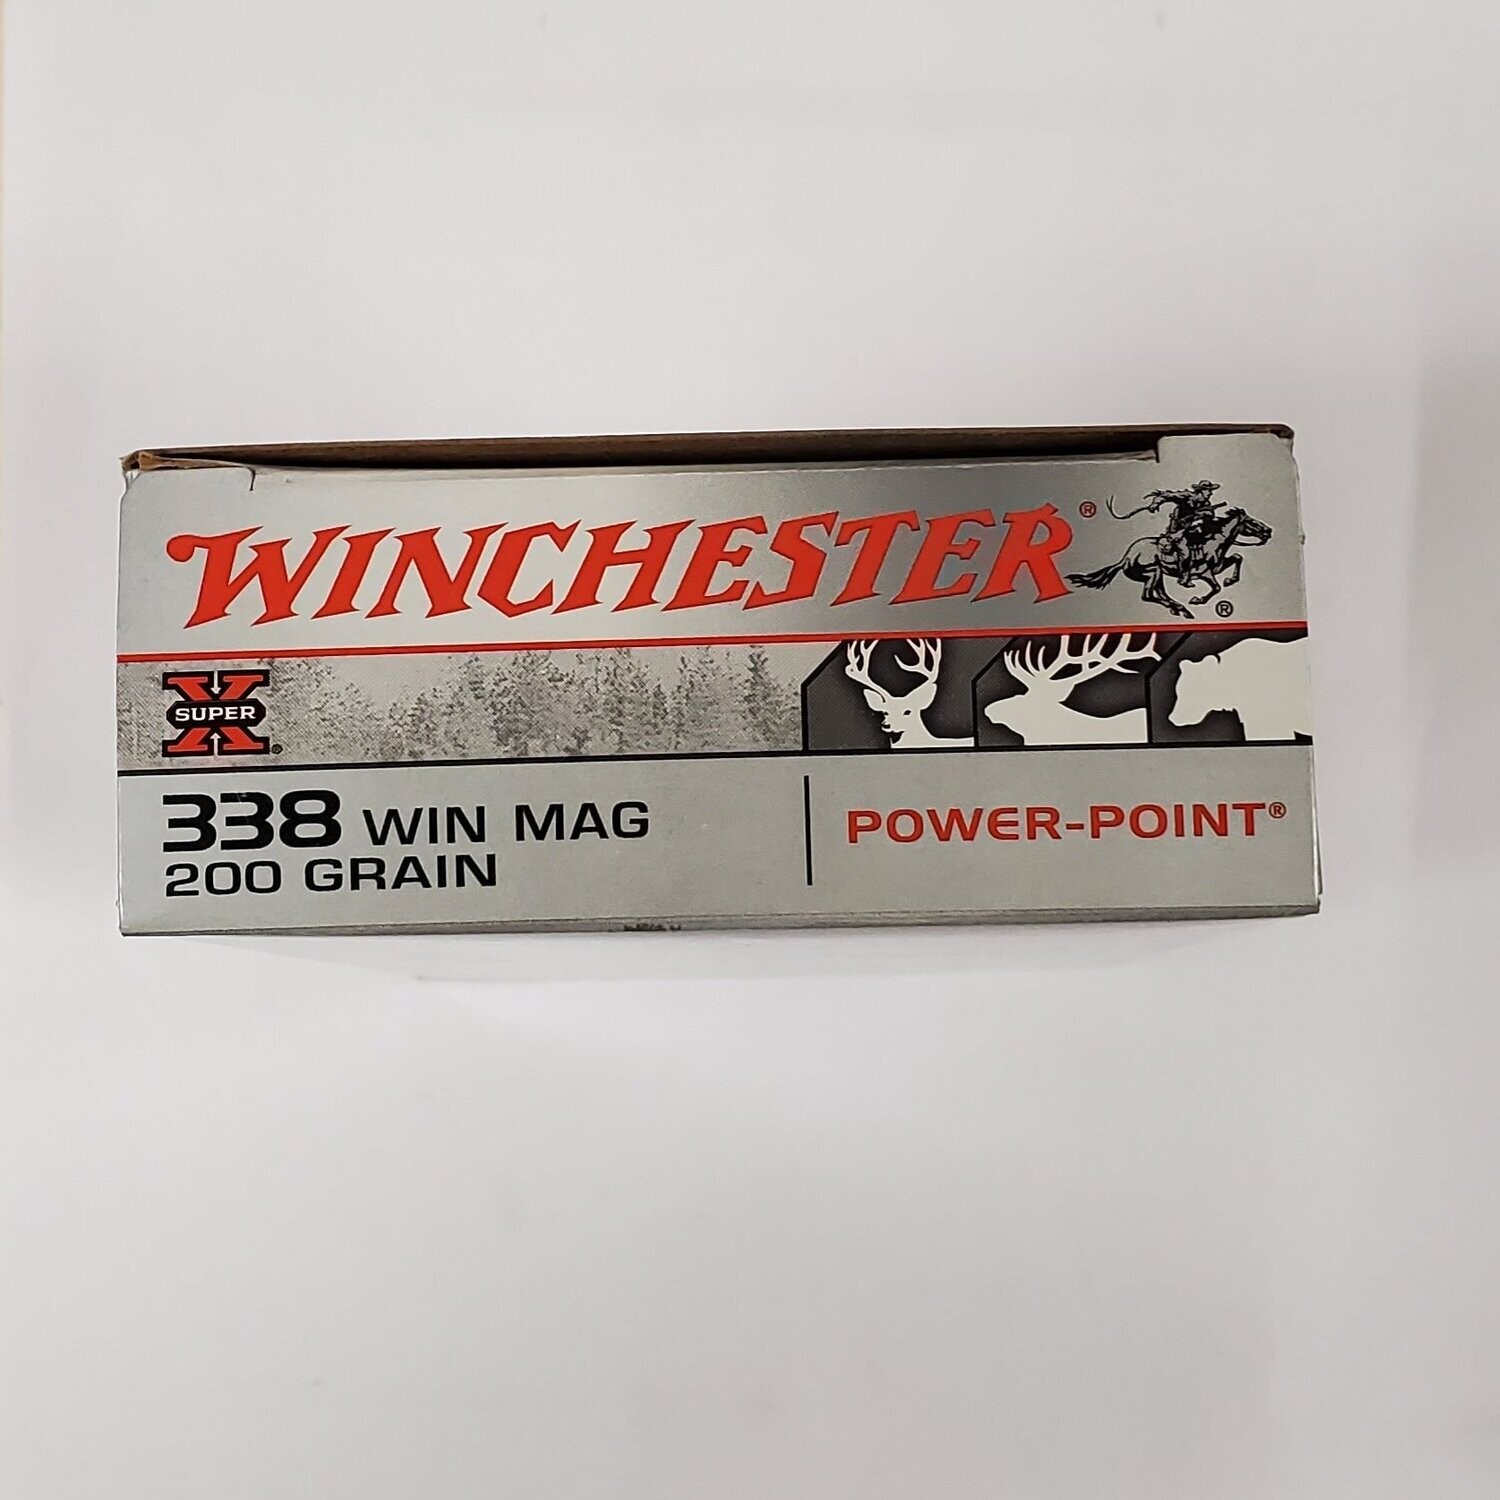 WINCHESTER®
®
X
SUPER
®
338 WIN MAG
200 GRAIN
POWER-POINT®